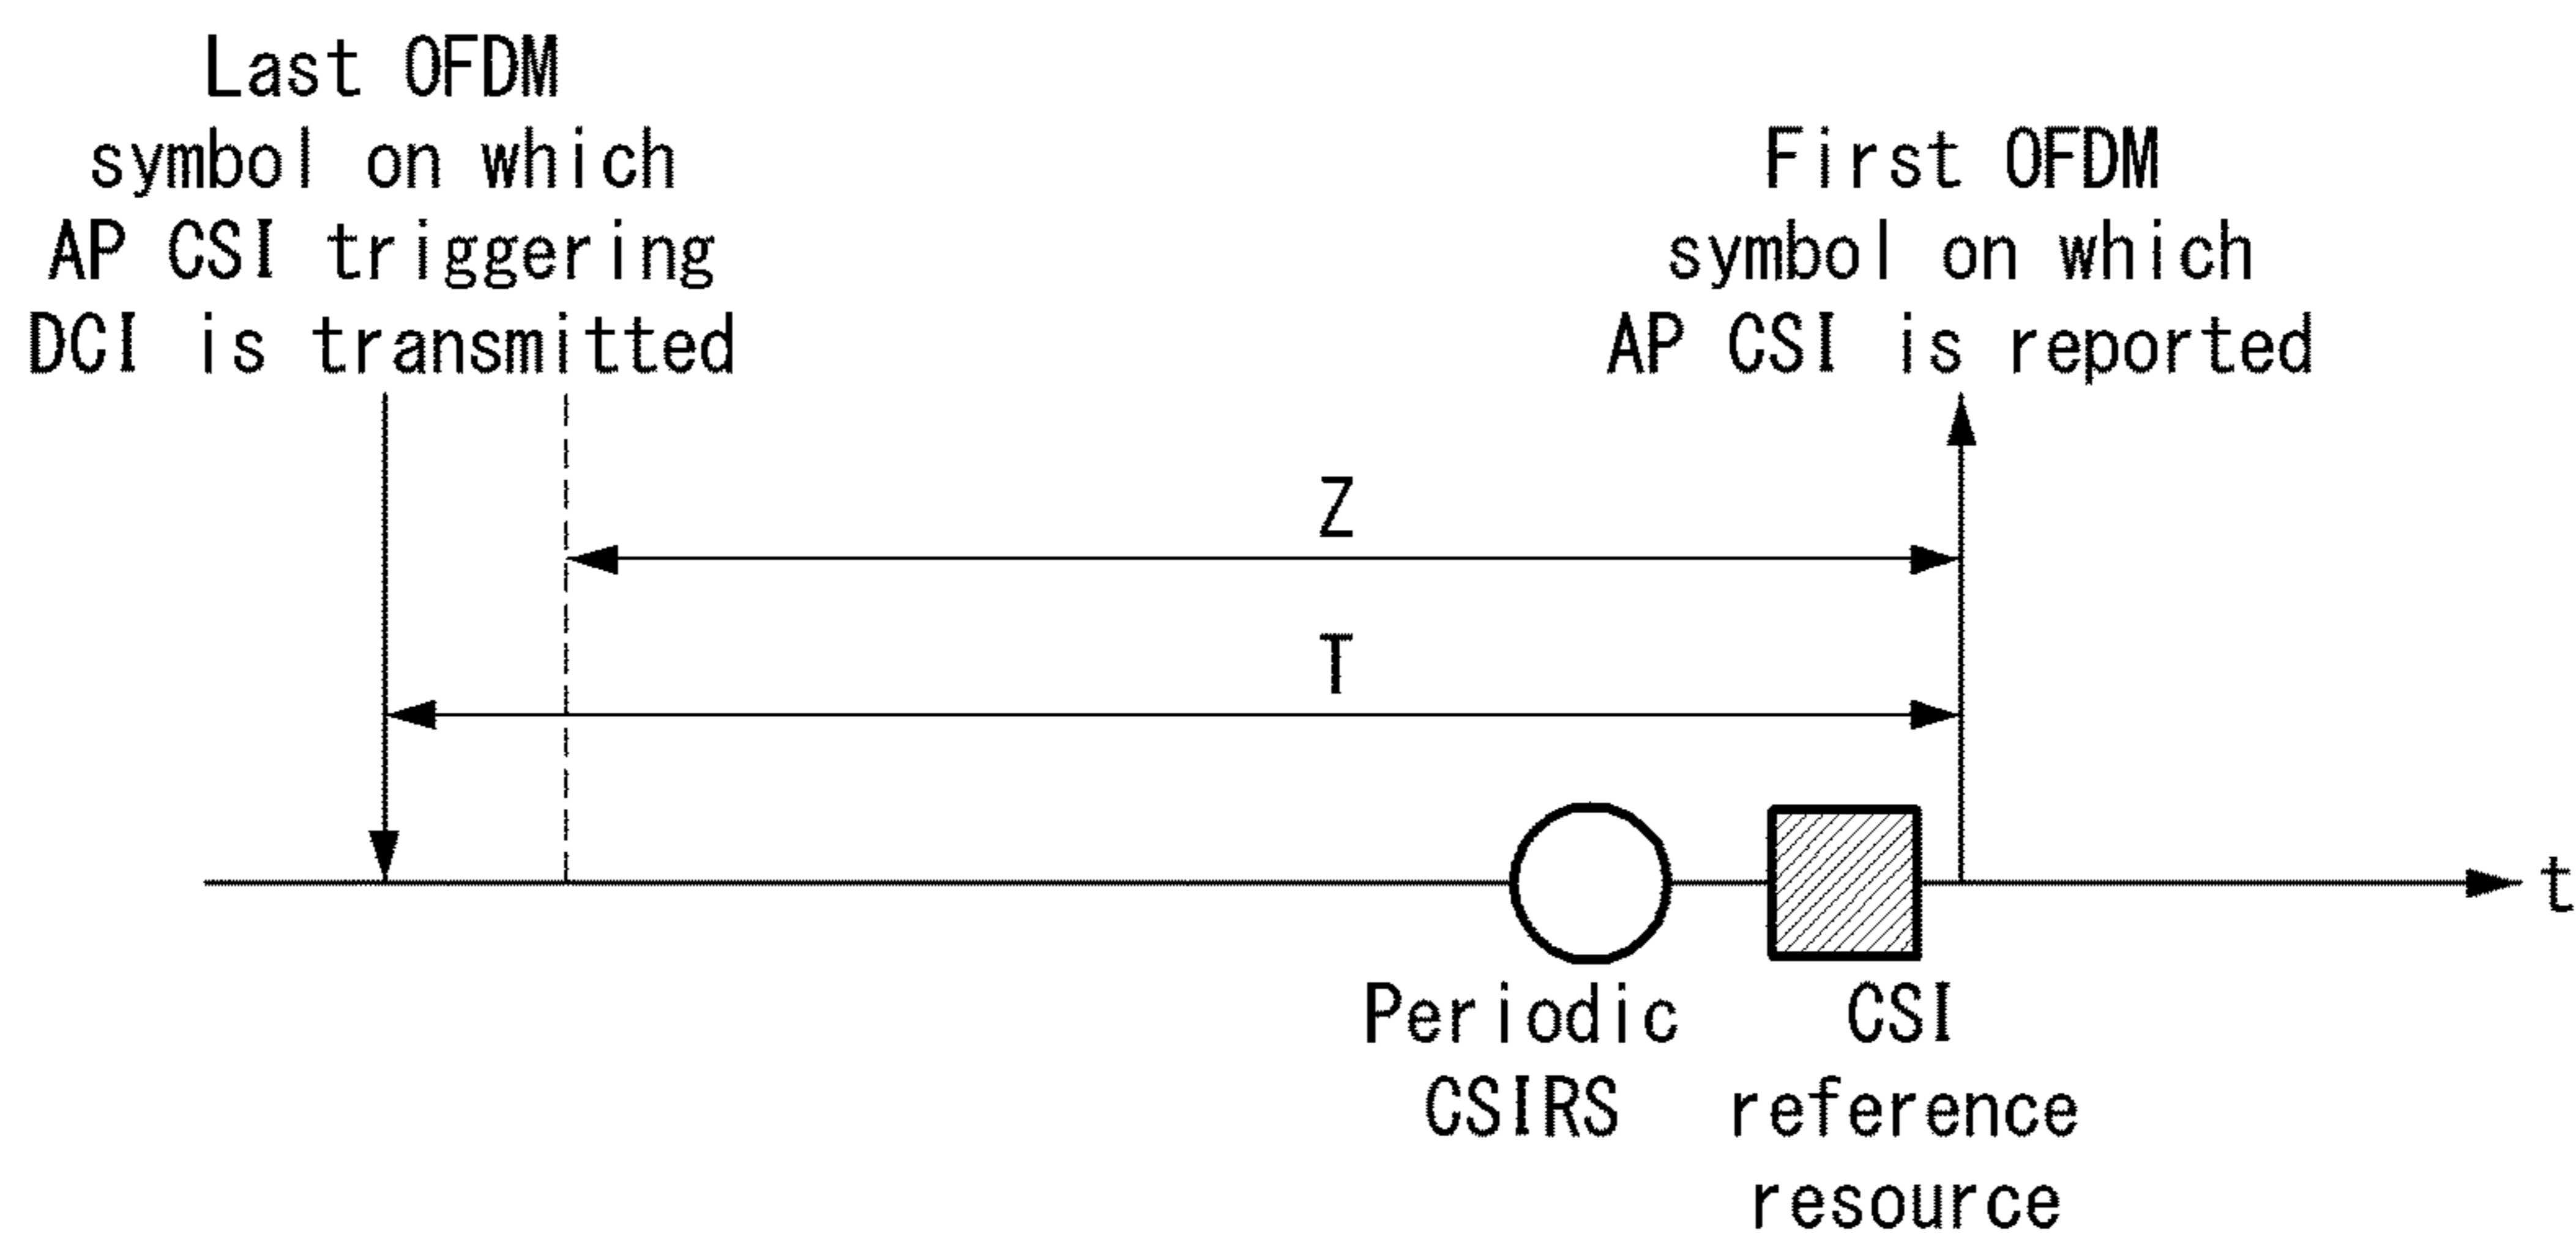 Last OFDM
symbol on which
AP CSI triggering
DCI is transmitted
First OFDM
symbol on which
AP CSI is reported
Z
T
t
Periodic
CSIRS
CSI
reference
resource